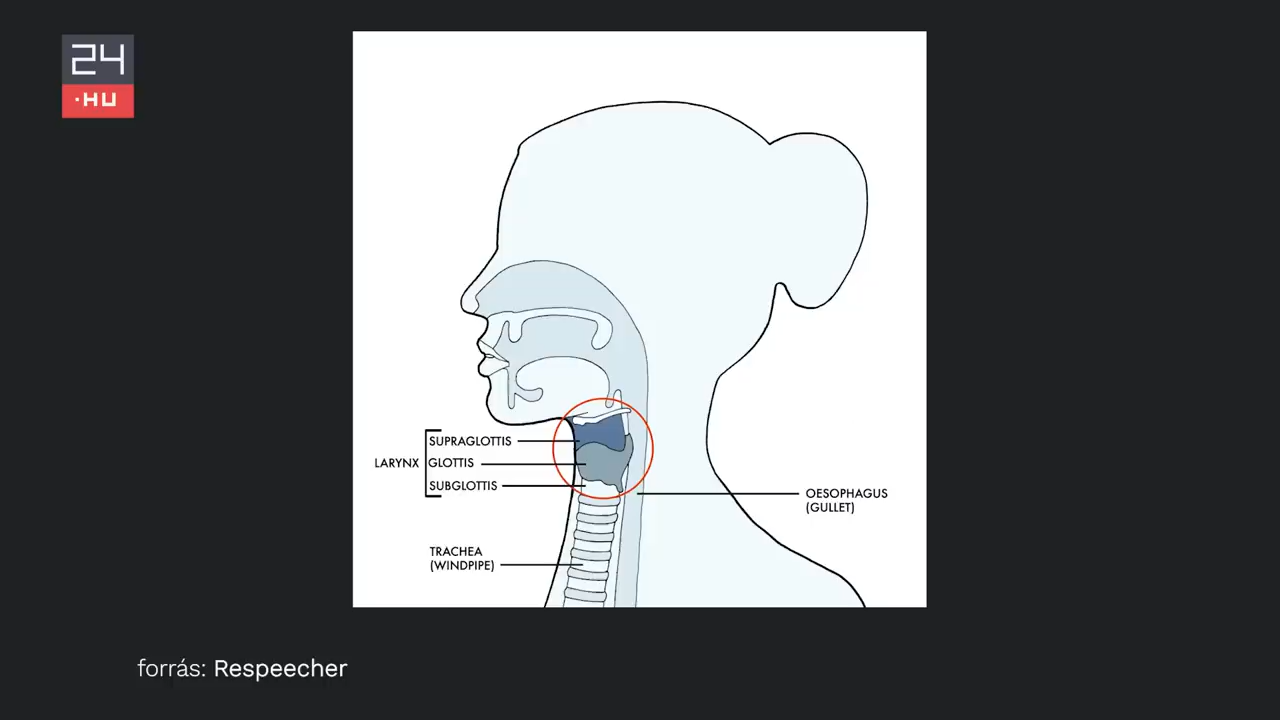 24
.HU
SUPRAGLOTTIS
LARYNX GLOTTIS
SUBGLOTTIS
OESOPHAGUS
(GULLET)
TRACHEA
(WINDPIPE)
forrás: Respeecher